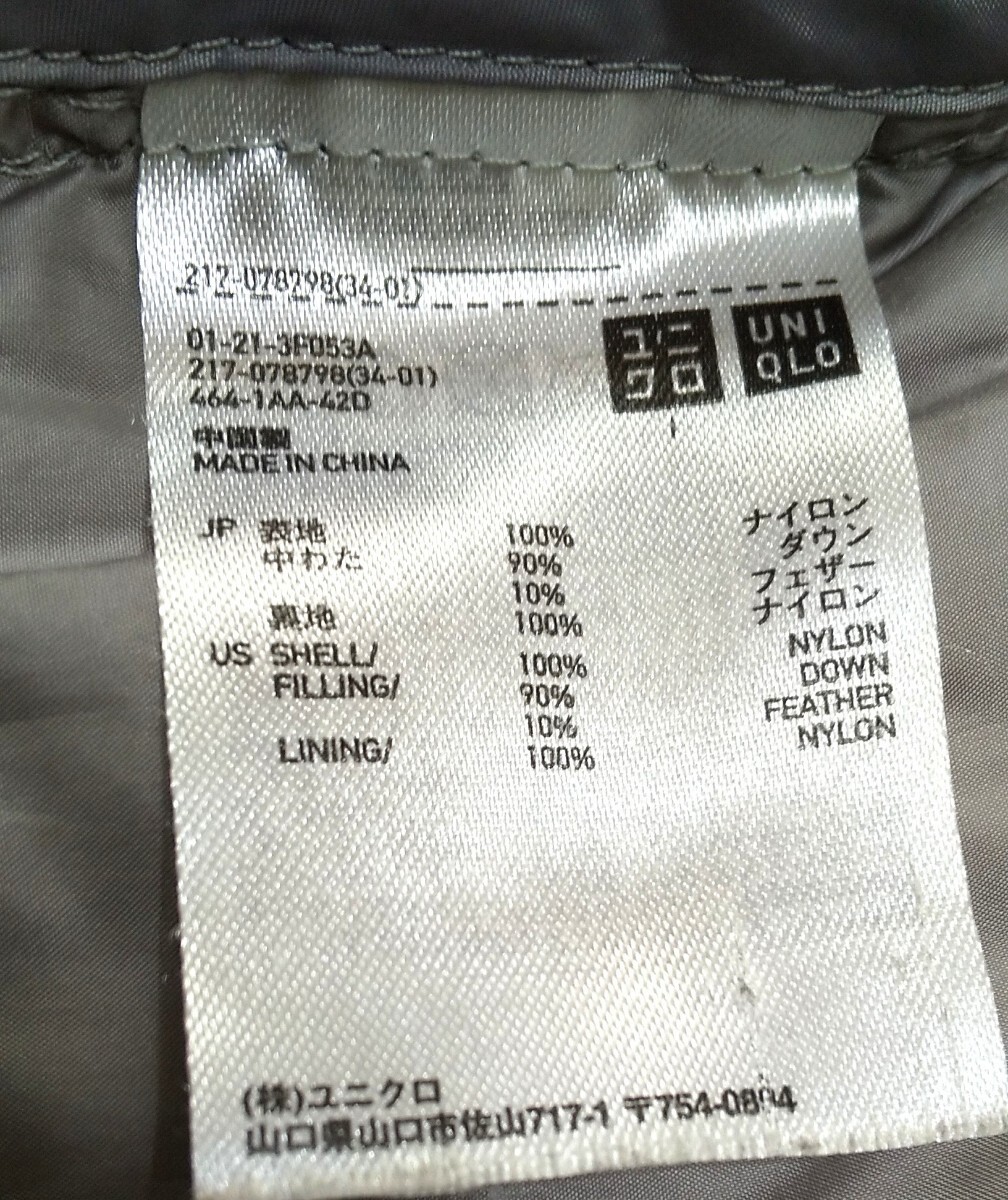 217-078798(34-01)
01-21-3F053A
217-078798(34-01)
464-1AA-42D
ユニ
クロ
UNI
QLO
中国製
MADE IN CHINA
JP 表地 100% ナイロン
中わた 90% ダウン
10% フェザー
裏地 100% ナイロン
US SHELL/ 100% NYLON
FILLING/ 90% DOWN
10% FEATHER
LINING/ 100% NYLON
(株)ユニクロ
山口県山口市佐山717-1 〒754-0894